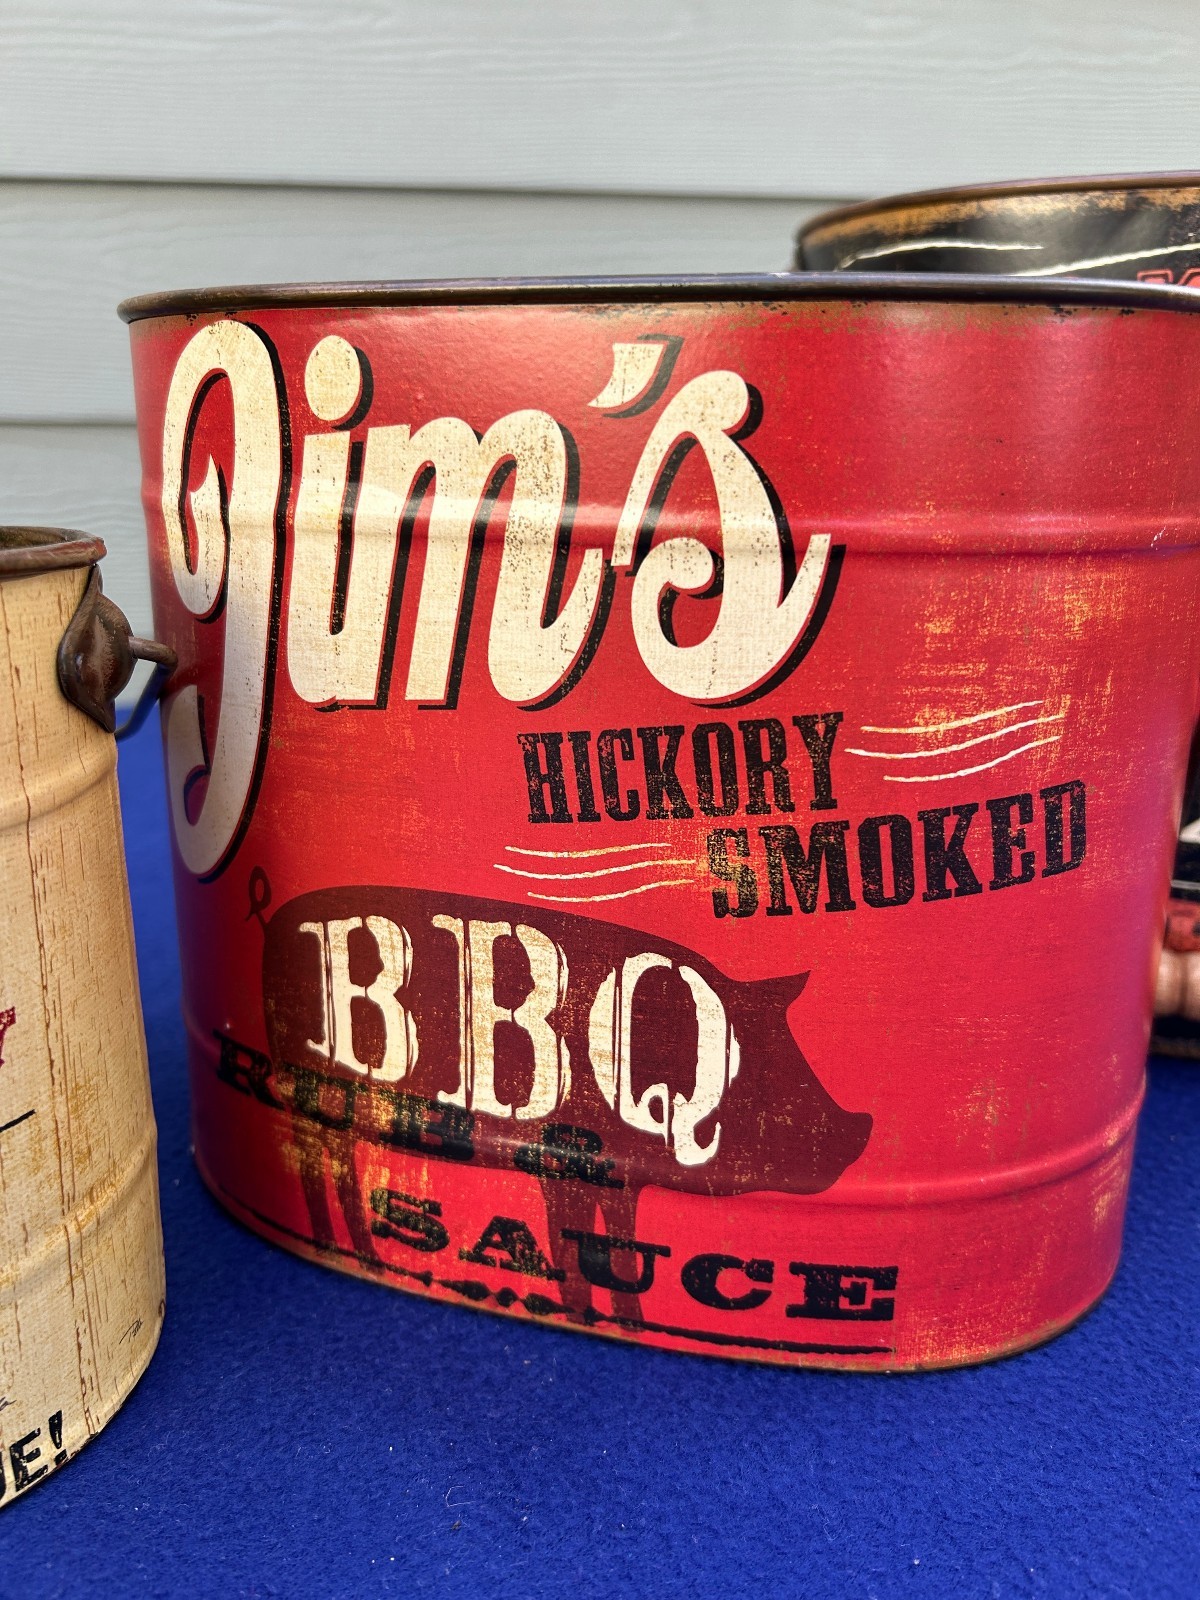 Jim's
HICKORY
SMOKED
BBQ
RUB &
SAUCE